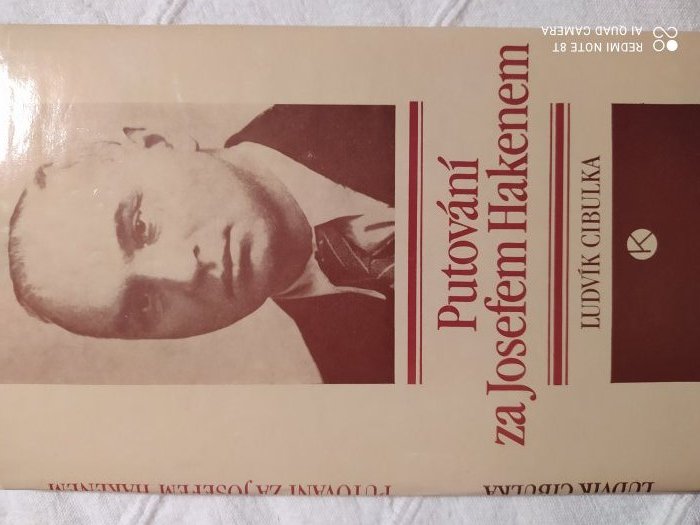 Putování
za Josefem Hakenem
LUDVÍK CIBULKA
K
PUTOVÁNÍ ZA JOSEFEM HAKENEM
LUDVÍK CIBULKA
REDMI NOTE 8T
AI QUAD CAMERA